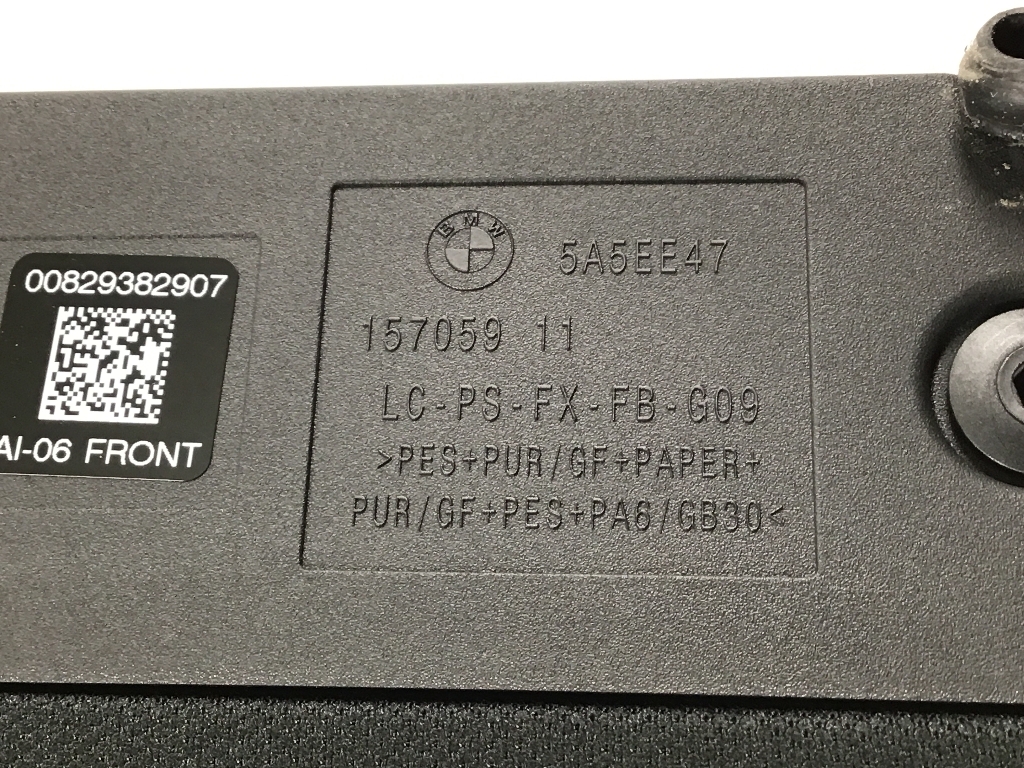 00829382907
AI-06 FRONT
BMW 5A5EE47
157059 11
LC-PS-FX-FB-G09
>PES+PUR/GF+PAPER+
PUR/GF+PES+PA6/GB30<